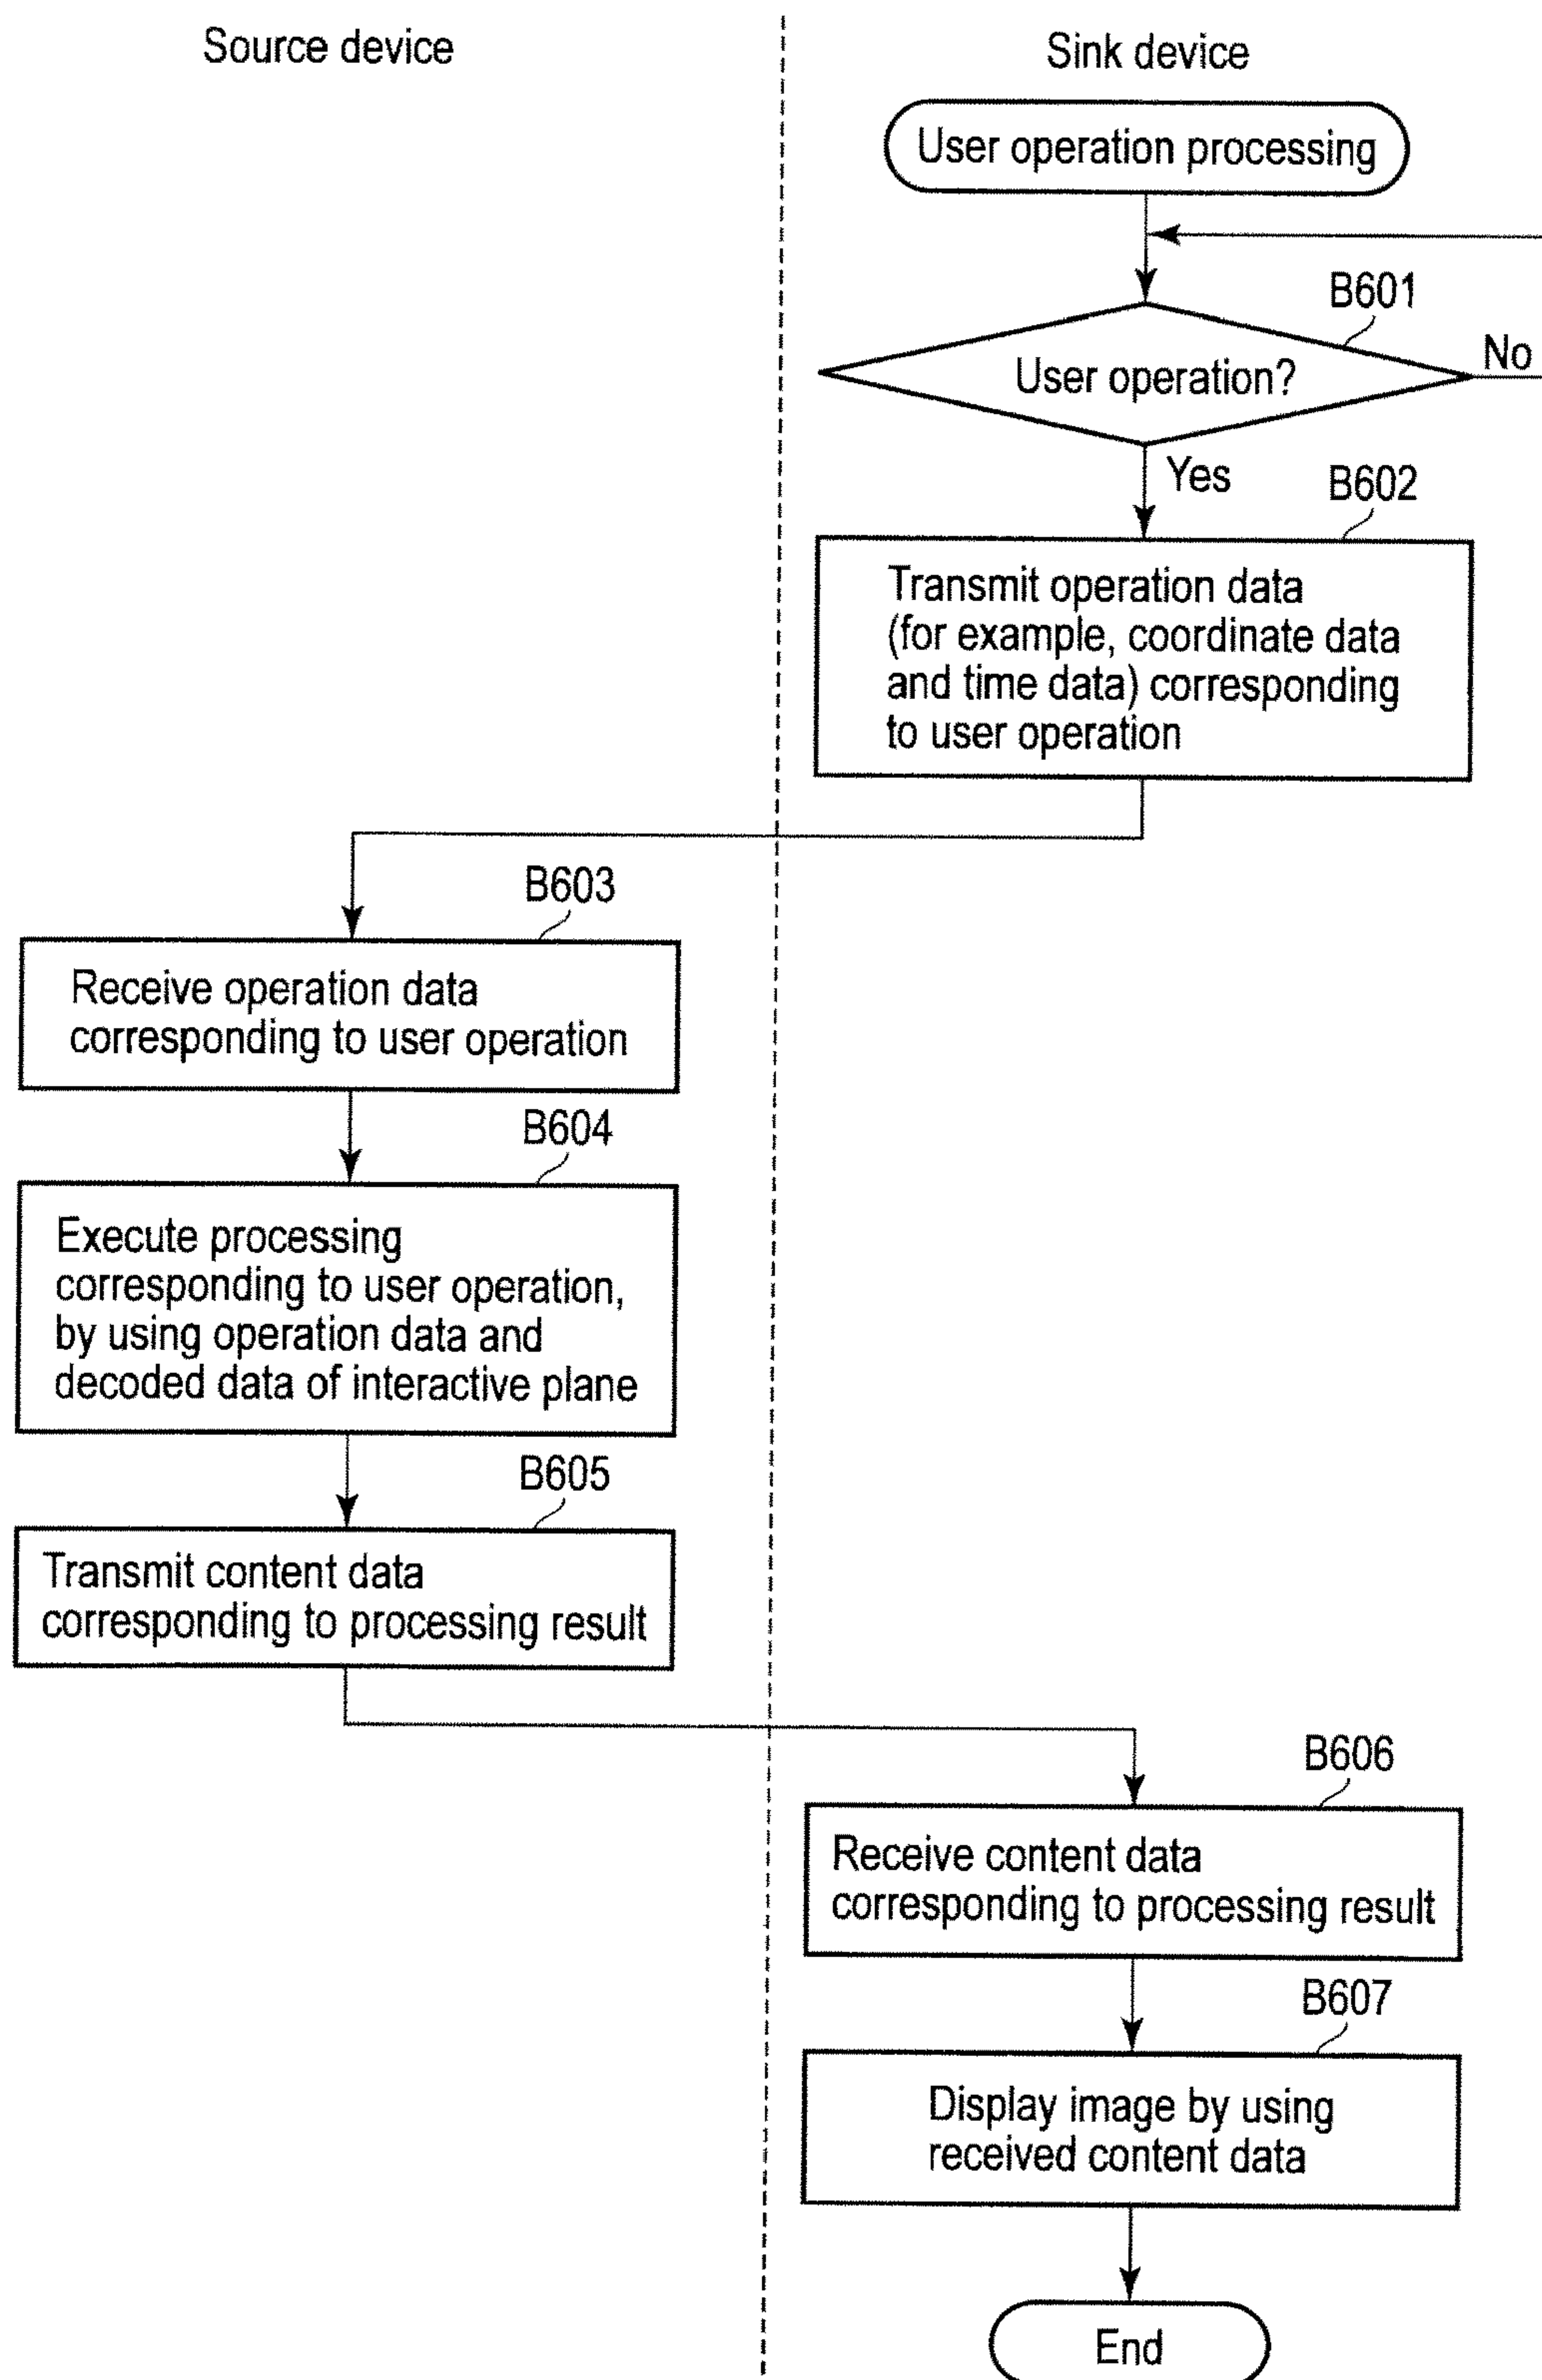 Source device
Sink device
User operation processing
B601
User operation?
No
Yes
B602
Transmit operation data
(for example, coordinate data
and time data) corresponding
to user operation
B603
Receive operation data
corresponding to user operation
B604
Execute processing
corresponding to user operation,
by using operation data and
decoded data of interactive plane
B605
Transmit content data
corresponding to processing result
B606
Receive content data
corresponding to processing result
B607
Display image by using
received content data
End